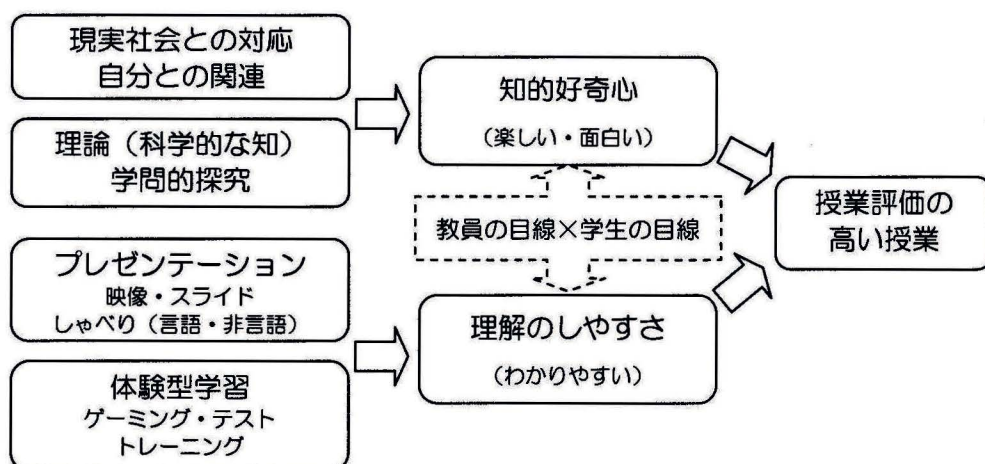 現実社会との対応
自分との関連
理論（科学的な知）
学問的探究
プレゼンテーション
映像・スライド
しゃべり（言語・非言語）
体験型学習
ゲーミング・テスト
トレーニング
知的好奇心
（楽しい・面白い）
教員の目線×学生の目線
理解のしやすさ
（わかりやすい）
授業評価の
高い授業